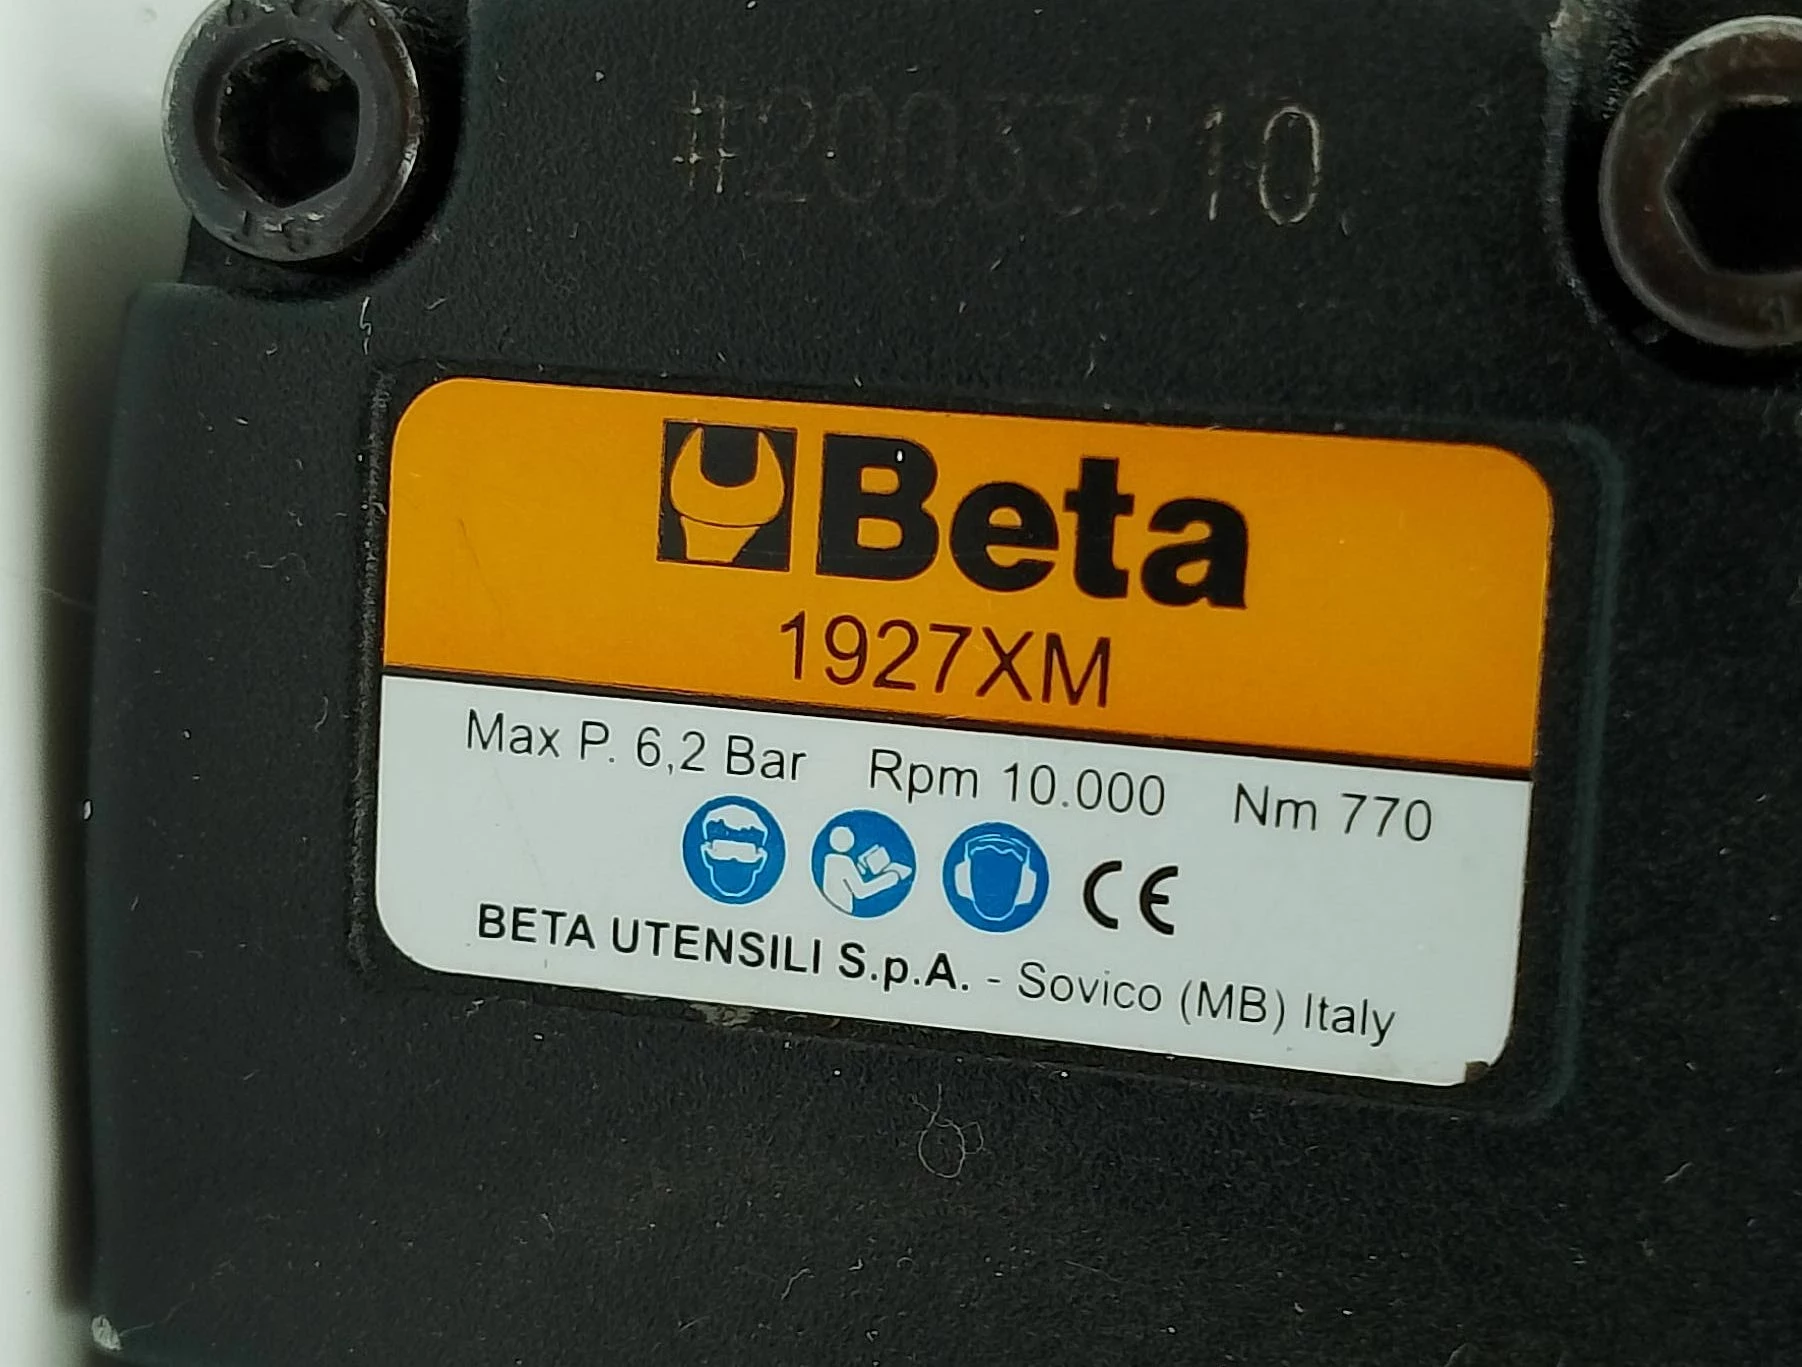 #20033510
Beta
1927XM
Max P. 6,2 Bar Rpm 10.000 Nm 770
CE
BETA UTENSILI S.p.A. - Sovico (MB) Italy